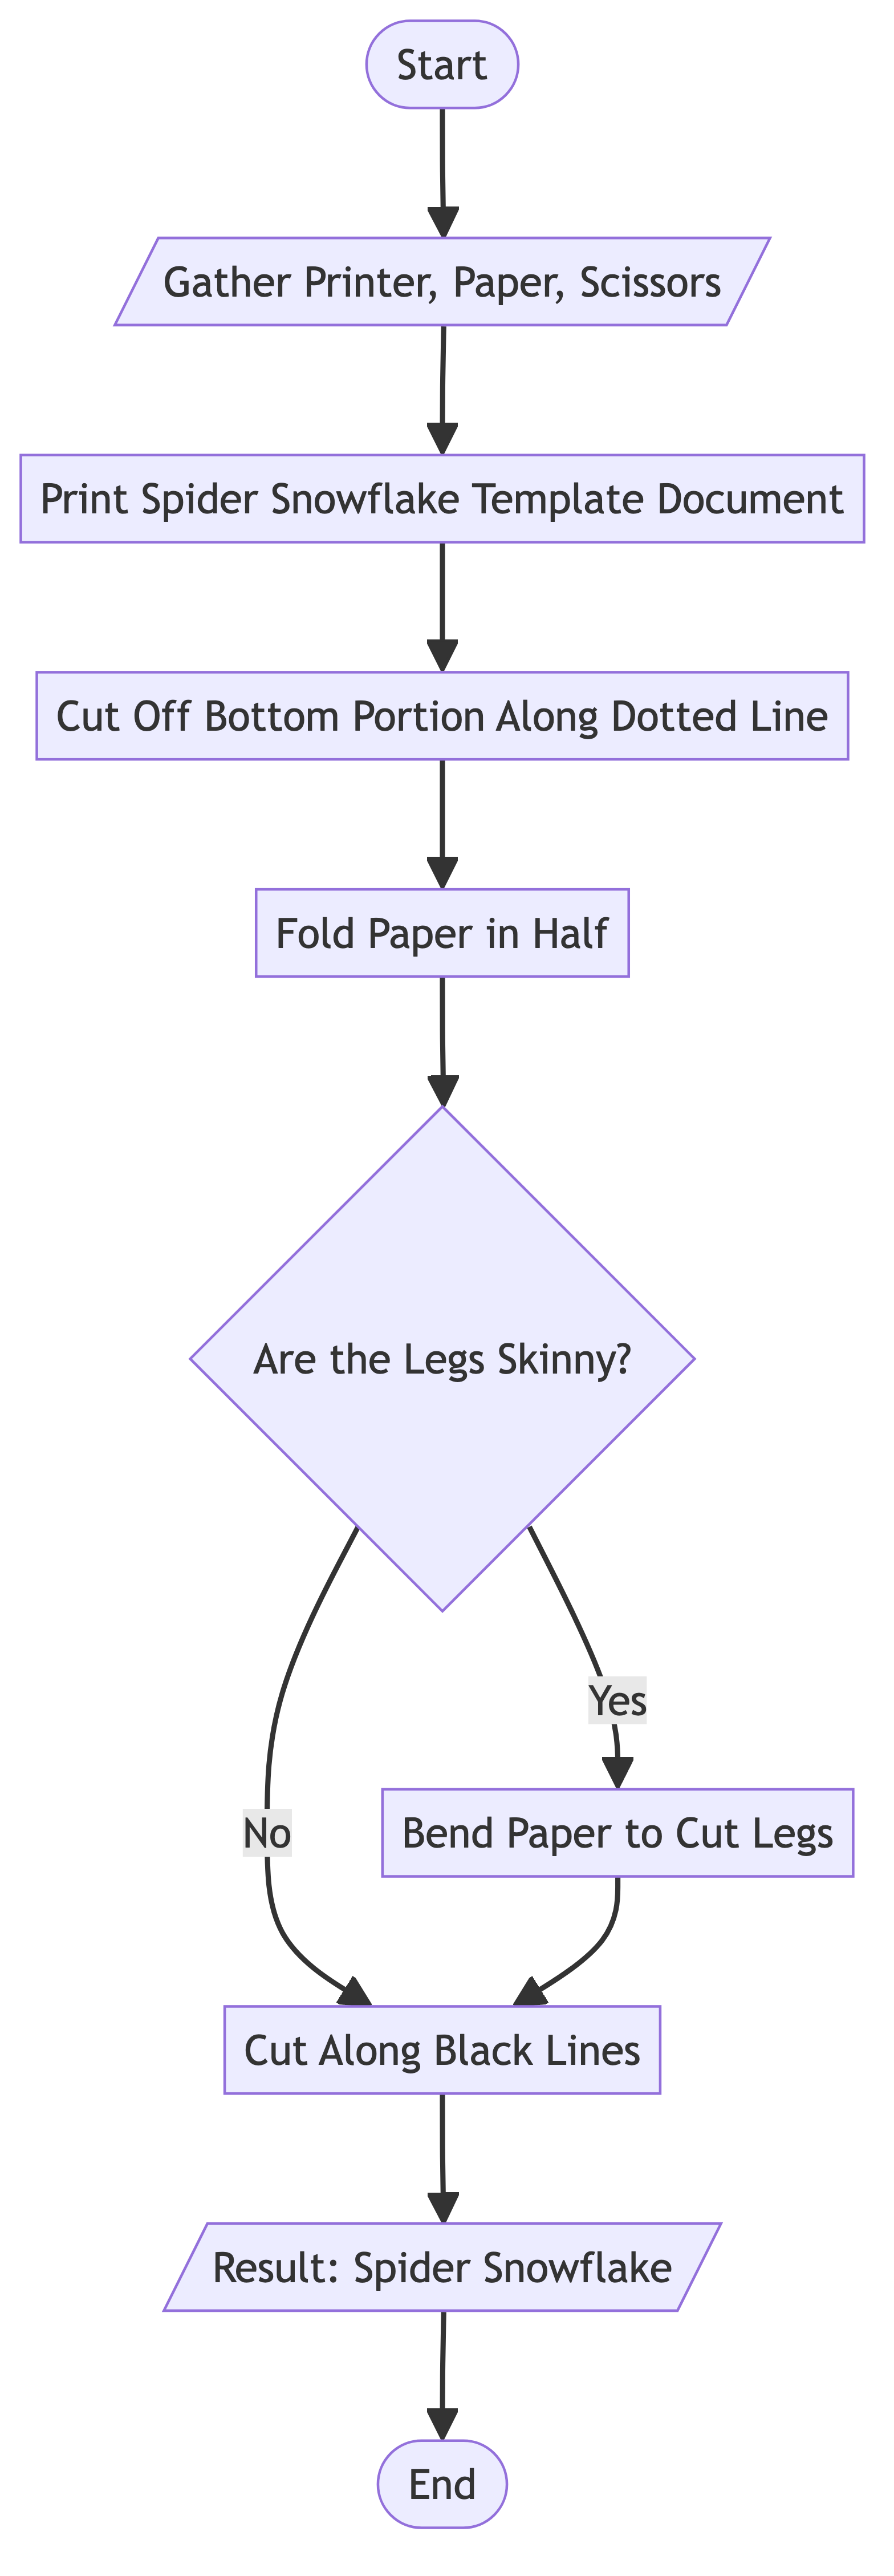 Start
Gather Printer, Paper, Scissors
Print Spider Snowflake Template Document
Cut Off Bottom Portion Along Dotted Line
Fold Paper in Half
Are the Legs Skinny?
Yes
No
Bend Paper to Cut Legs
Cut Along Black Lines
Result: Spider Snowflake
End